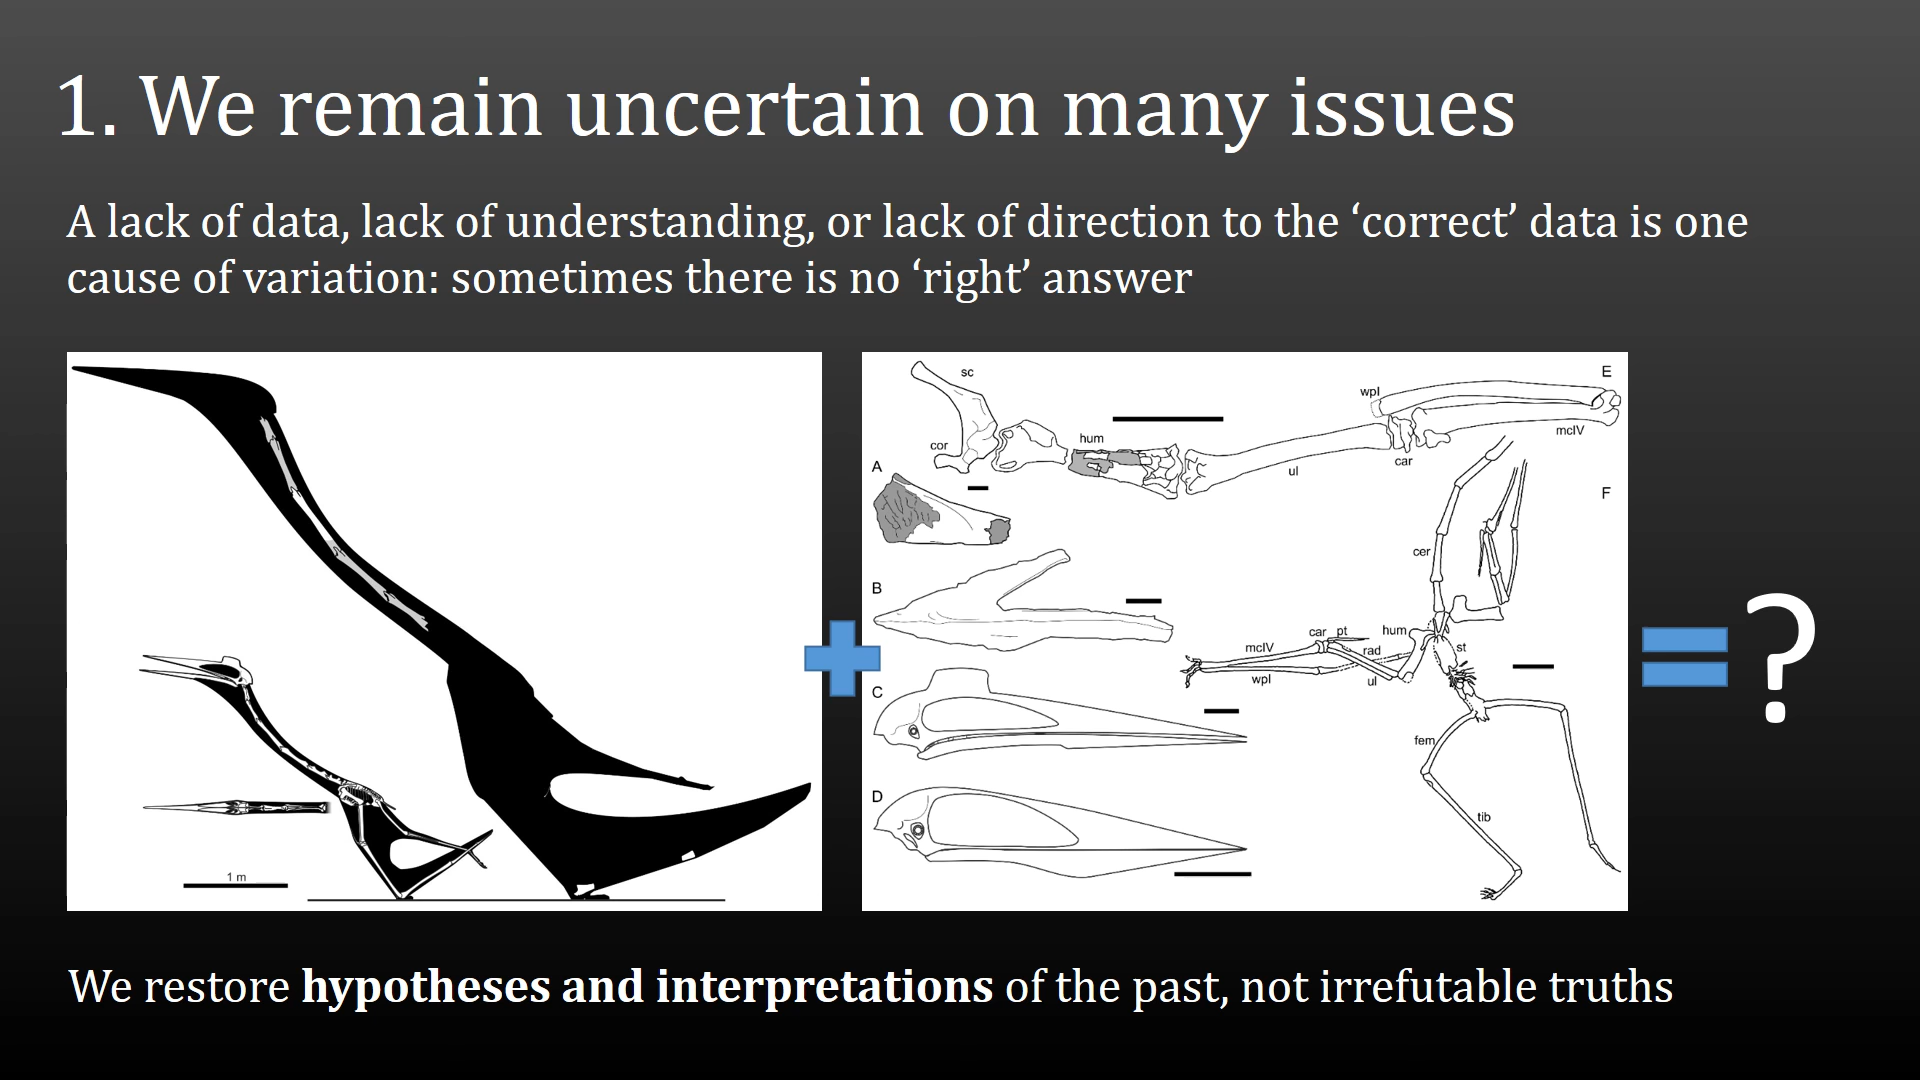 1. We remain uncertain on many issues
A lack of data, lack of understanding, or lack of direction to the ‘correct’ data is one
cause of variation: sometimes there is no ‘right’ answer
1 m
sc
E
wpl
cor
hum
mcIV
A
ul
car
F
cer
B
car pt
hum
mcIV
rad
st
wpl
ul
C
fem
D
tib
+
=
?
We restore hypotheses and interpretations of the past, not irrefutable truths